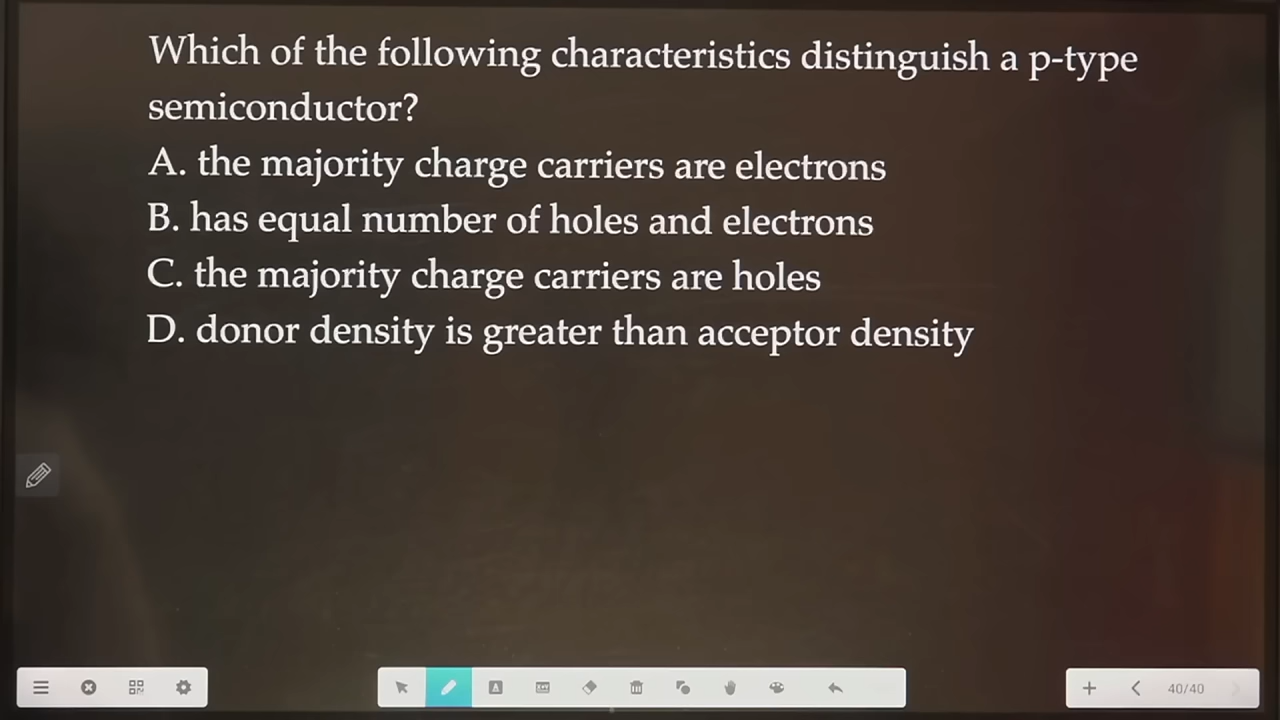 Which of the following characteristics distinguish a p-type
semiconductor?
A. the majority charge carriers are electrons
B. has equal number of holes and electrons
C. the majority charge carriers are holes
D. donor density is greater than acceptor density
40/40